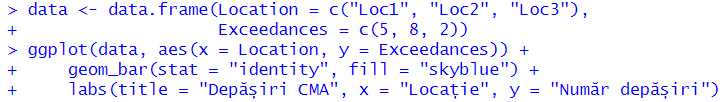 > data <- data.frame(Location = c("Loc1", "Loc2", "Loc3"),
+                    Exceedances = c(5, 8, 2))
> ggplot(data, aes(x = Location, y = Exceedances)) +
+     geom_bar(stat = "identity", fill = "skyblue") +
+     labs(title = "Depășiri CMA", x = "Locație", y = "Număr depășiri")